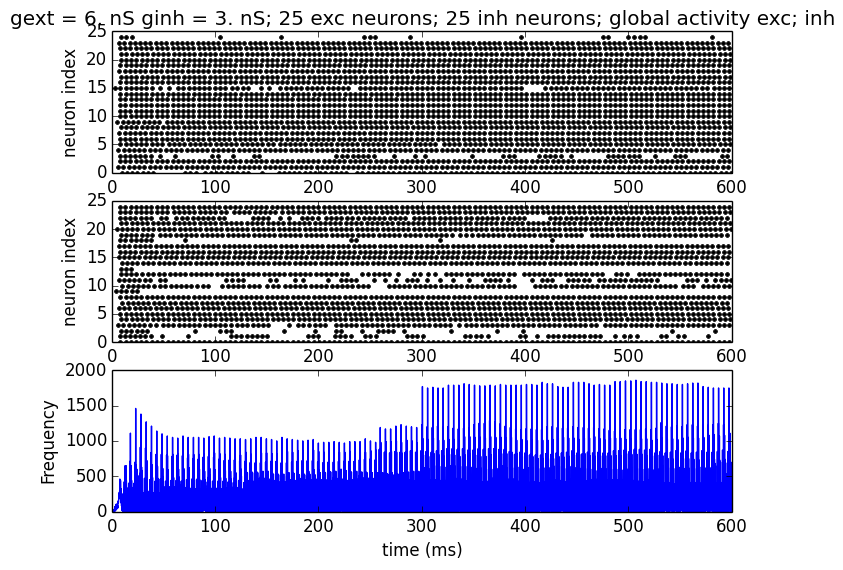 gext = 6. nS ginh = 3. nS; 25 exc neurons; 25 inh neurons; global activity exc; inh
25
20
15
10
5
0
neuron index
0 100 200 300 400 500 600
25
20
15
10
5
0
neuron index
0 100 200 300 400 500 600
2000
1500
1000
500
0
Frequency
0 100 200 300 400 500 600
time (ms)